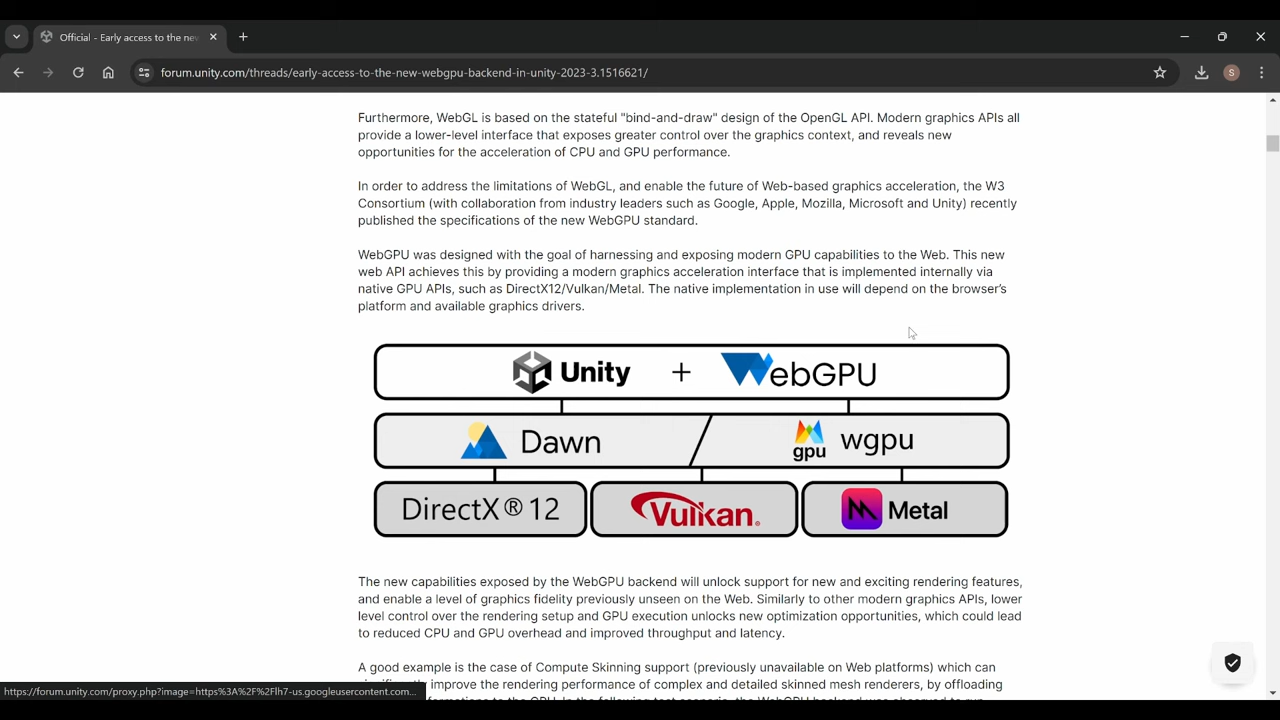 Official - Early access to the new
forum.unity.com/threads/early-access-to-the-new-webgpu-backend-in-unity-2023-3.1516621/
S
Furthermore, WebGL is based on the stateful "bind-and-draw" design of the OpenGL API. Modern graphics APIs all
provide a lower-level interface that exposes greater control over the graphics context, and reveals new
opportunities for the acceleration of CPU and GPU performance.
In order to address the limitations of WebGL, and enable the future of Web-based graphics acceleration, the W3
Consortium (with collaboration from industry leaders such as Google, Apple, Mozilla, Microsoft and Unity) recently
published the specifications of the new WebGPU standard.
WebGPU was designed with the goal of harnessing and exposing modern GPU capabilities to the Web. This new
web API achieves this by providing a modern graphics acceleration interface that is implemented internally via
native GPU APIs, such as DirectX12/Vulkan/Metal. The native implementation in use will depend on the browser's
platform and available graphics drivers.
Unity + WebGPU
Dawn / gpu wgpu
DirectX® 12 Vulkan® Metal
The new capabilities exposed by the WebGPU backend will unlock support for new and exciting rendering features,
and enable a level of graphics fidelity previously unseen on the Web. Similarly to other modern graphics APIs, lower
level control over the rendering setup and GPU execution unlocks new optimization opportunities, which could lead
to reduced CPU and GPU overhead and improved throughput and latency.
A good example is the case of Compute Skinning support (previously unavailable on Web platforms) which can
improve the rendering performance of complex and detailed skinned mesh renderers, by offloading
https://forum.unity.com/proxy.php?image=https%3A%2F%2Flh7-us.googleusercontent.com...